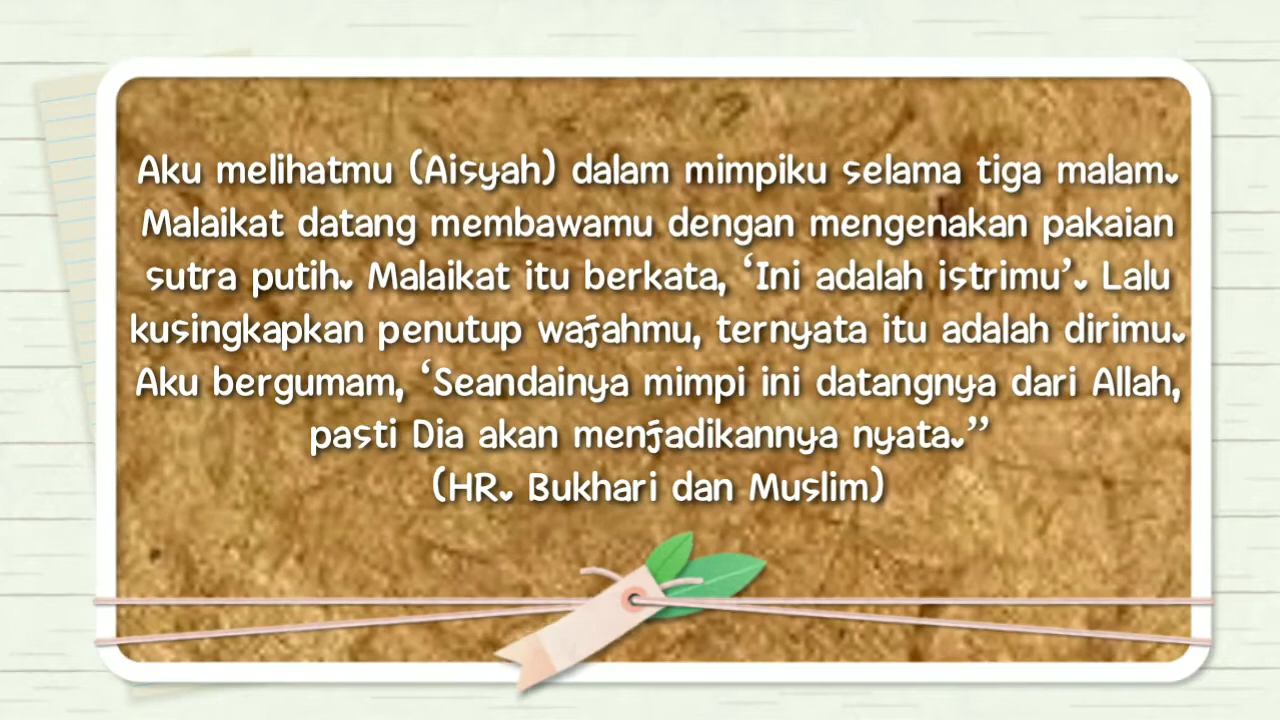 Aku melihatmu (Aisyah) dalam mimpiku selama tiga malam.
Malaikat datang membawamu dengan mengenakan pakaian
sutra putih. Malaikat itu berkata, ‘Ini adalah istrimu’. Lalu
kusingkapkan penutup wajahmu, ternyata itu adalah dirimu.
Aku bergumam, ‘Seandainya mimpi ini datangnya dari Allah,
pasti Dia akan menjadikannya nyata.”
(HR. Bukhari dan Muslim)